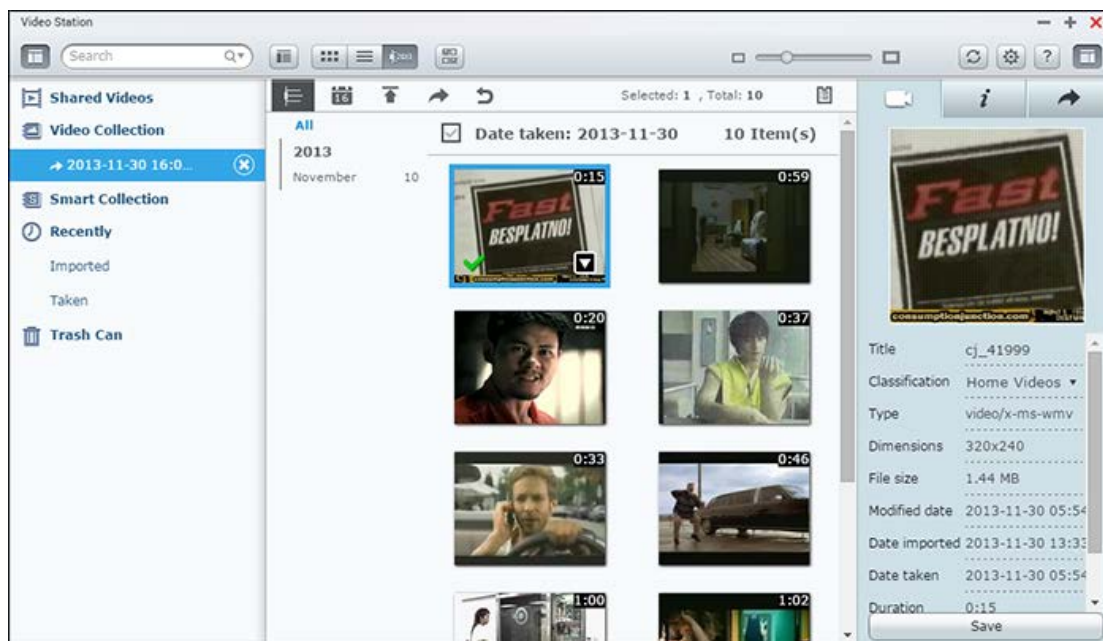 Video Station
Search
Shared Videos
Video Collection
2013-11-30 16:0...
Smart Collection
Recently
Imported
Taken
Trash Can
16
Selected: 1 , Total: 10
All
2013
November 10
Date taken: 2013-11-30 10 Item(s)
0:15
Fast
BESPLATNO!
0:59
0:20
0:37
0:33
0:46
1:00
1:02
?
i
Fast
BESPLATNO!
consumptionjunction.com
Title cj_41999
Classification Home Videos
Type video/x-ms-wmv
Dimensions 320x240
File size 1.44 MB
Modified date 2013-11-30 05:54
Date imported 2013-11-30 13:33
Date taken 2013-11-30 05:54
Duration 0:15
Save